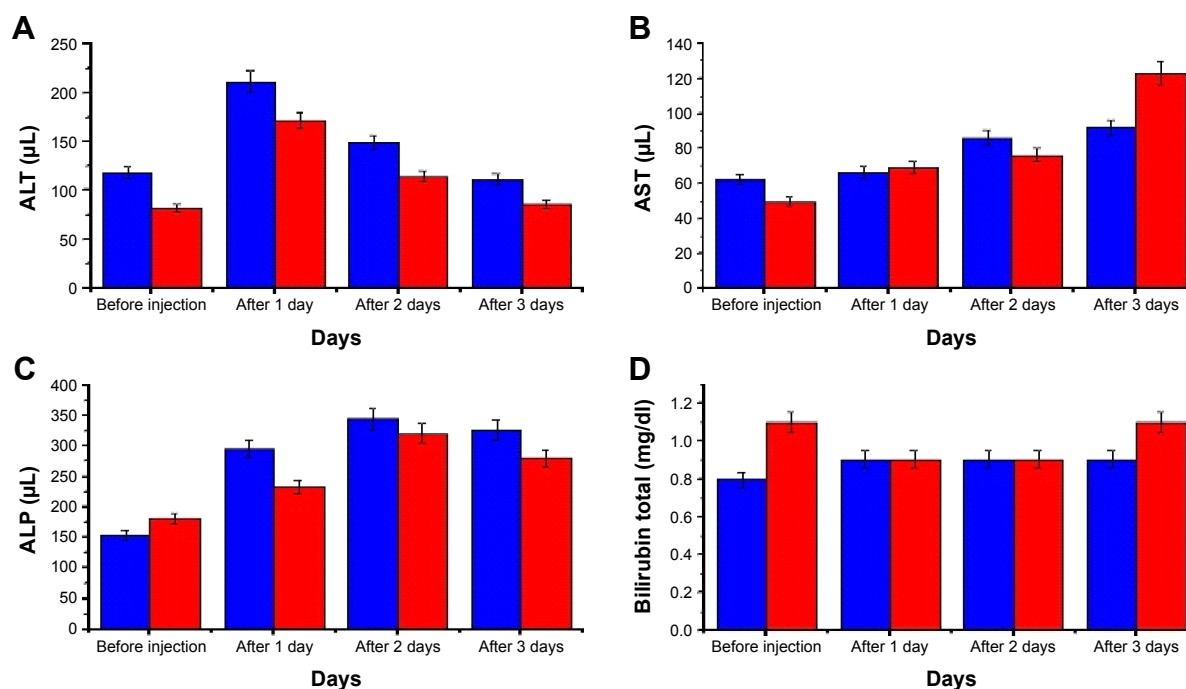 A
250
200
150
100
50
0
ALT (µL)
Before injection After 1 day After 2 days After 3 days
Days
B
140
120
100
80
60
40
20
0
AST (µL)
Before injection After 1 day After 2 days After 3 days
Days
C
400
350
300
250
200
150
100
50
0
ALP (µL)
Before injection After 1 day After 2 days After 3 days
Days
D
1.2
1.0
0.8
0.6
0.4
0.2
0.0
Bilirubin total (mg/dl)
Before injection After 1 day After 2 days After 3 days
Days